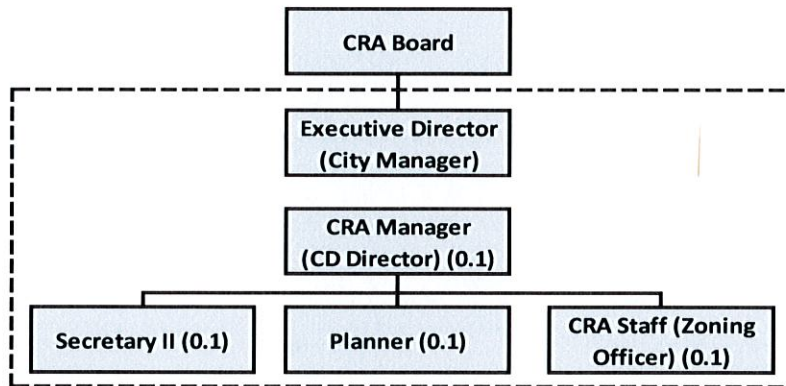 CRA Board
Executive Director
(City Manager)
CRA Manager
(CD Director) (0.1)
Secretary II (0.1)
Planner (0.1)
CRA Staff (Zoning
Officer) (0.1)